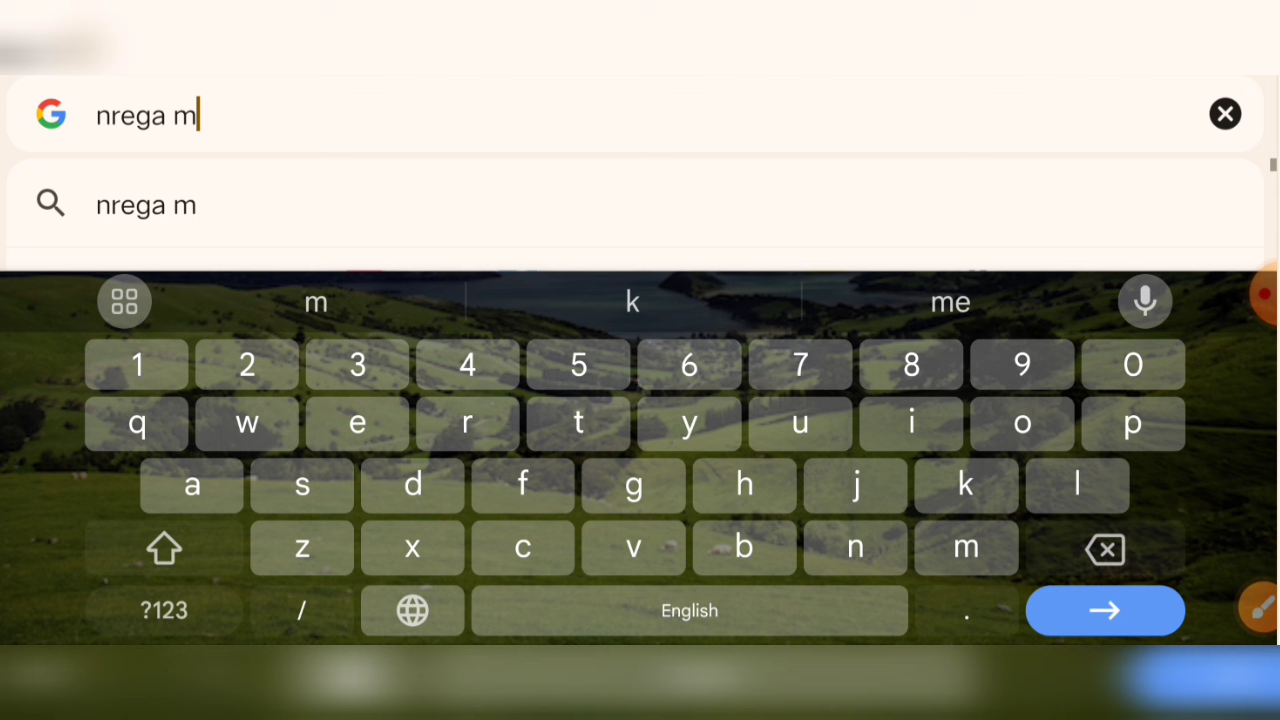 nrega m
nrega m
m k me
1 2 3 4 5 6 7 8 9 0
q w e r t y u i o p
a s d f g h j k l
z x c v b n m
?123 / English .